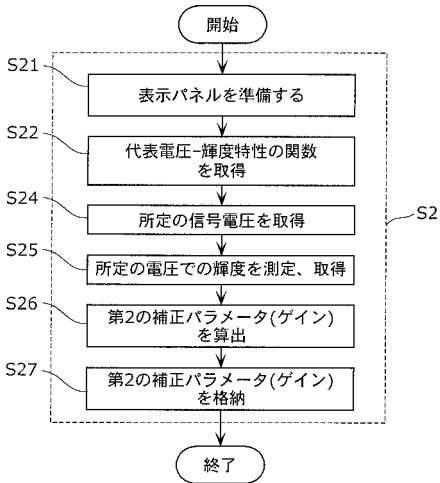 開始
S21
表示パネルを準備する
S22
代表電圧-輝度特性の関数
を取得
S24
所定の信号電圧を取得
S2
S25
所定の電圧での輝度を測定、取得
S26
第2の補正パラメータ(ゲイン)
を算出
S27
第2の補正パラメータ(ゲイン)
を格納
終了